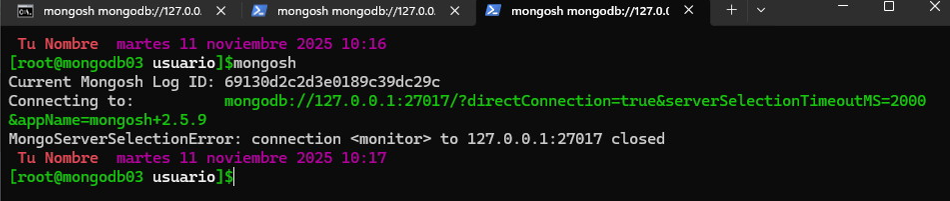 mongosh mongodb://127.0.0.
mongosh mongodb://127.0.0.
mongosh mongodb://127.0.0.1:
Tu Nombre martes 11 noviembre 2025 10:16
[root@mongodb03 usuario]$mongosh
Current Mongosh Log ID: 69130d2c2d3e0189c39dc29c
Connecting to: mongodb://127.0.0.1:27017/?directConnection=true&serverSelectionTimeoutMS=2000
&appName=mongosh+2.5.9
MongoServerSelectionError: connection <monitor> to 127.0.0.1:27017 closed
Tu Nombre martes 11 noviembre 2025 10:17
[root@mongodb03 usuario]$